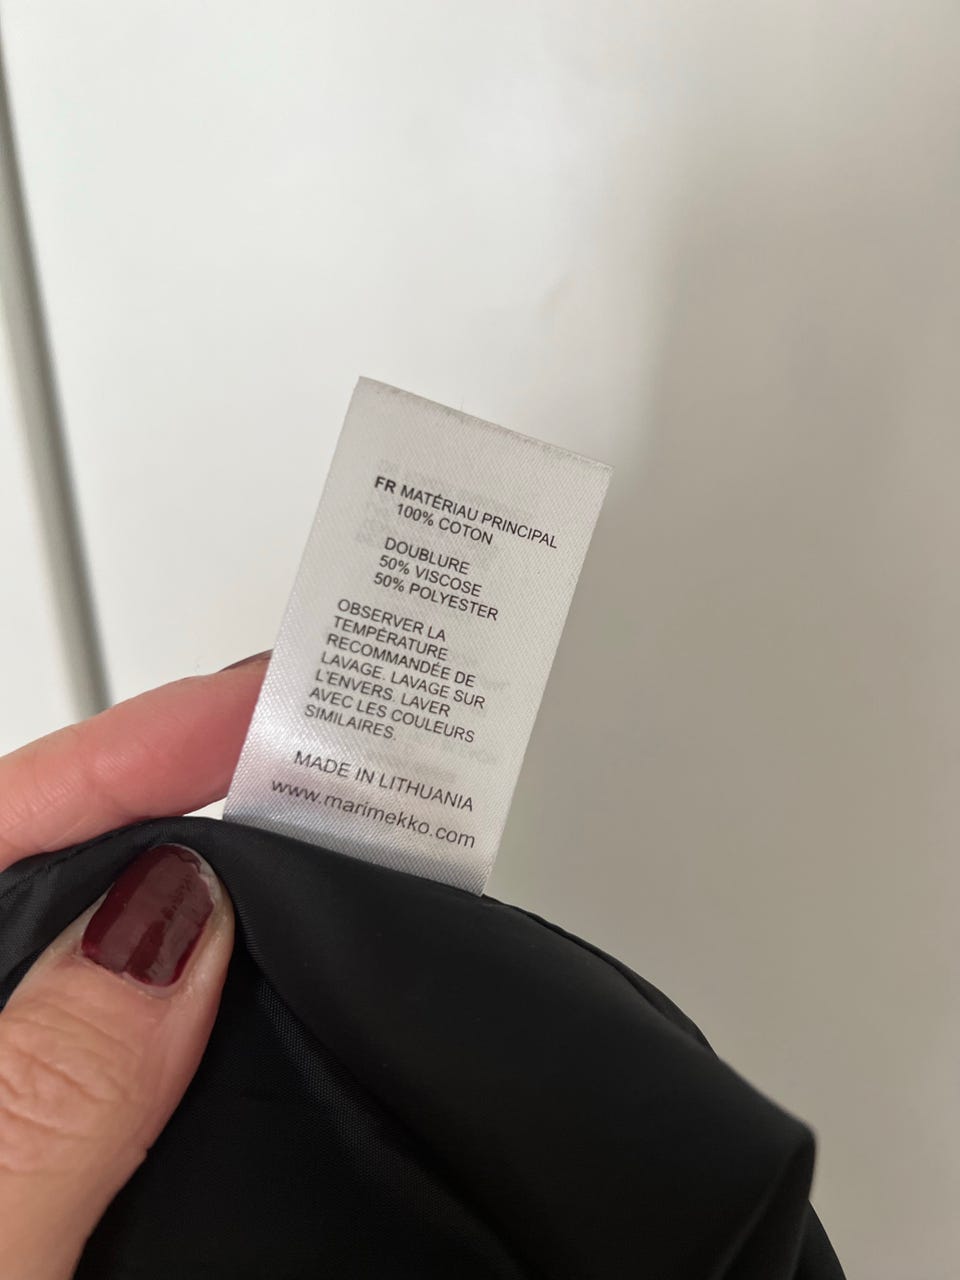 FR MATÉRIAU PRINCIPAL
100% COTON
DOUBLURE
50% VISCOSE
50% POLYESTER
OBSERVER LA
TEMPÉRATURE
RECOMMANDÉE DE
LAVAGE. LAVAGE SUR
L'ENVERS. LAVER
AVEC LES COULEURS
SIMILAIRES.
MADE IN LITHUANIA
www.marimekko.com